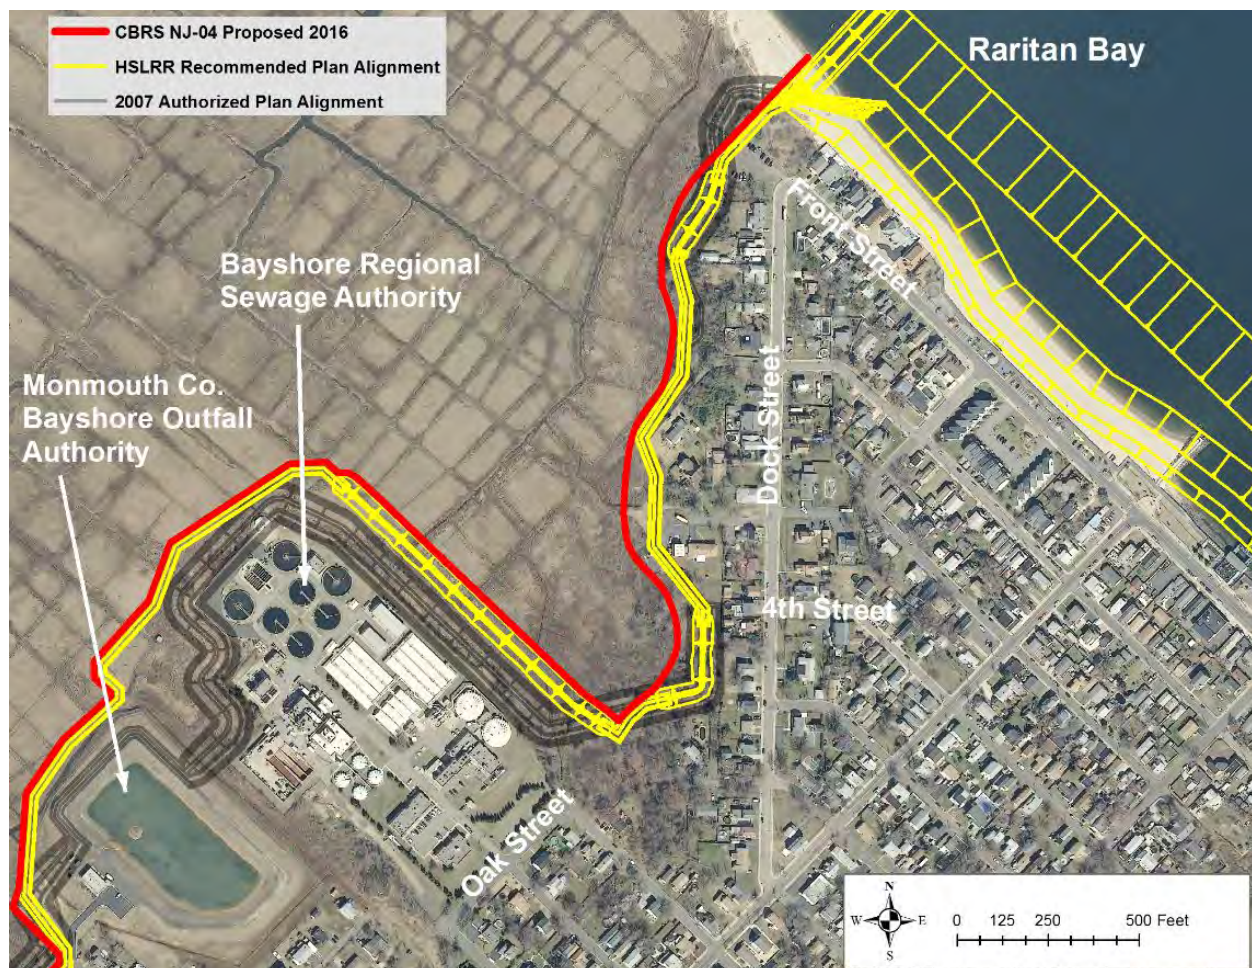 CBRS NJ-04 Proposed 2016
HSLRR Recommended Plan Alignment
2007 Authorized Plan Alignment
Raritan Bay
Front Street
Bayshore Regional
Sewage Authority
Monmouth Co.
Bayshore Outfall
Authority
Dock Street
4th Street
Oak Street
N
W
E
S
0 125 250 500 Feet